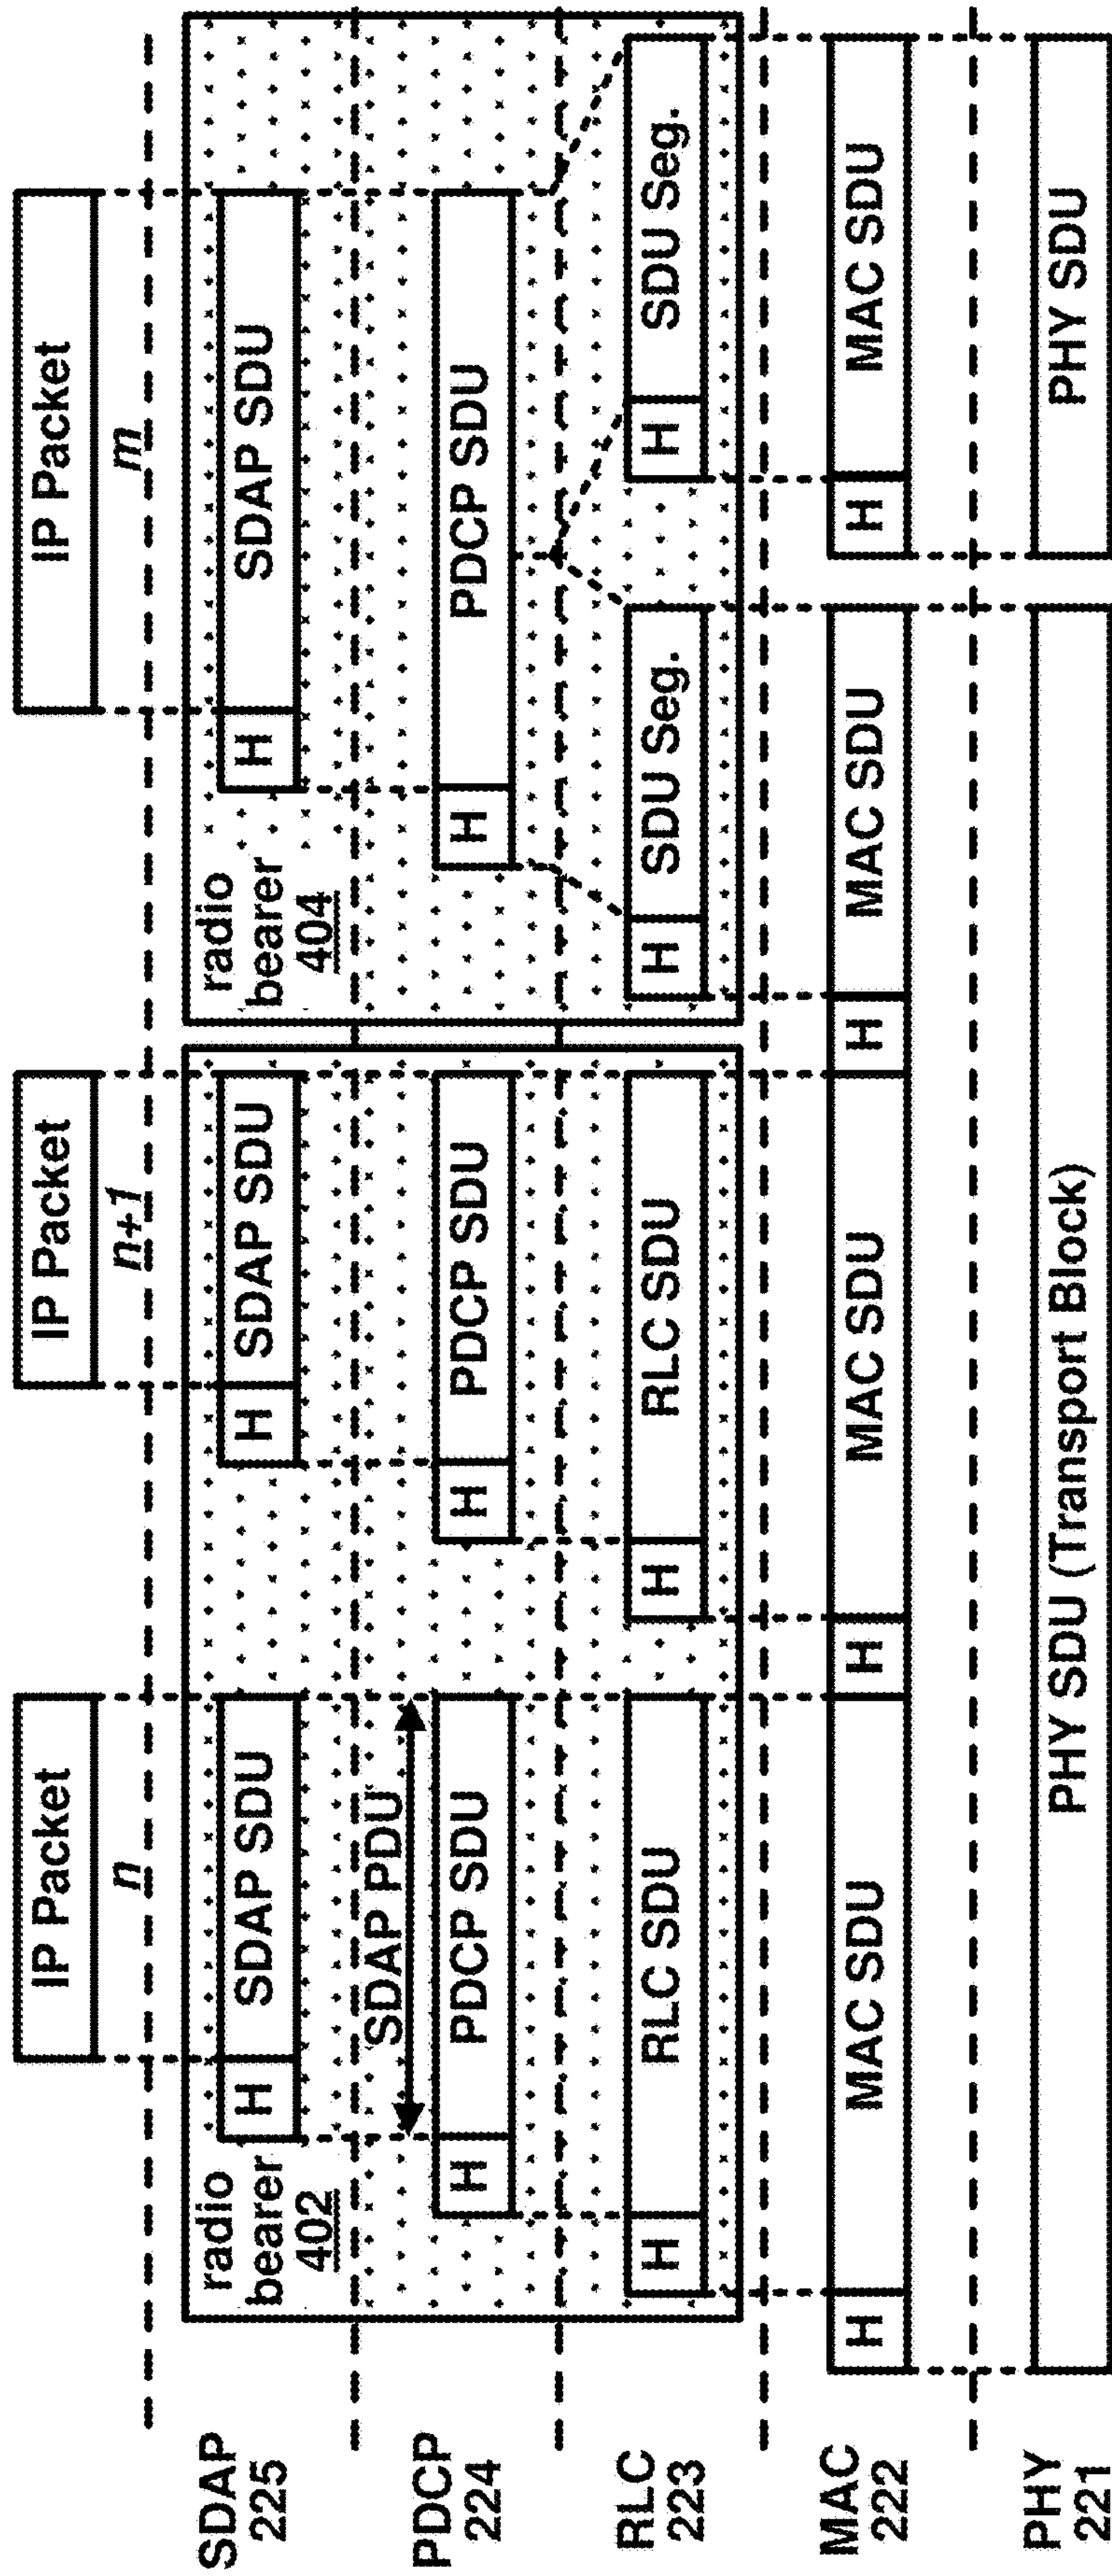 IP Packet
IP Packet
IP Packet
n
n+1
m
SDAP
225
radio
bearer
402
H
SDAP SDU
H
SDAP SDU
radio
bearer
404
H
SDAP SDU
SDAP PDU
PDCP
224
H
PDCP SDU
H
PDCP SDU
H
PDCP SDU
RLC
223
H
RLC SDU
H
RLC SDU
H
SDU Seg.
H
SDU Seg.
MAC
222
H
MAC SDU
H
MAC SDU
H
MAC SDU
H
MAC SDU
PHY
221
PHY SDU (Transport Block)
PHY SDU